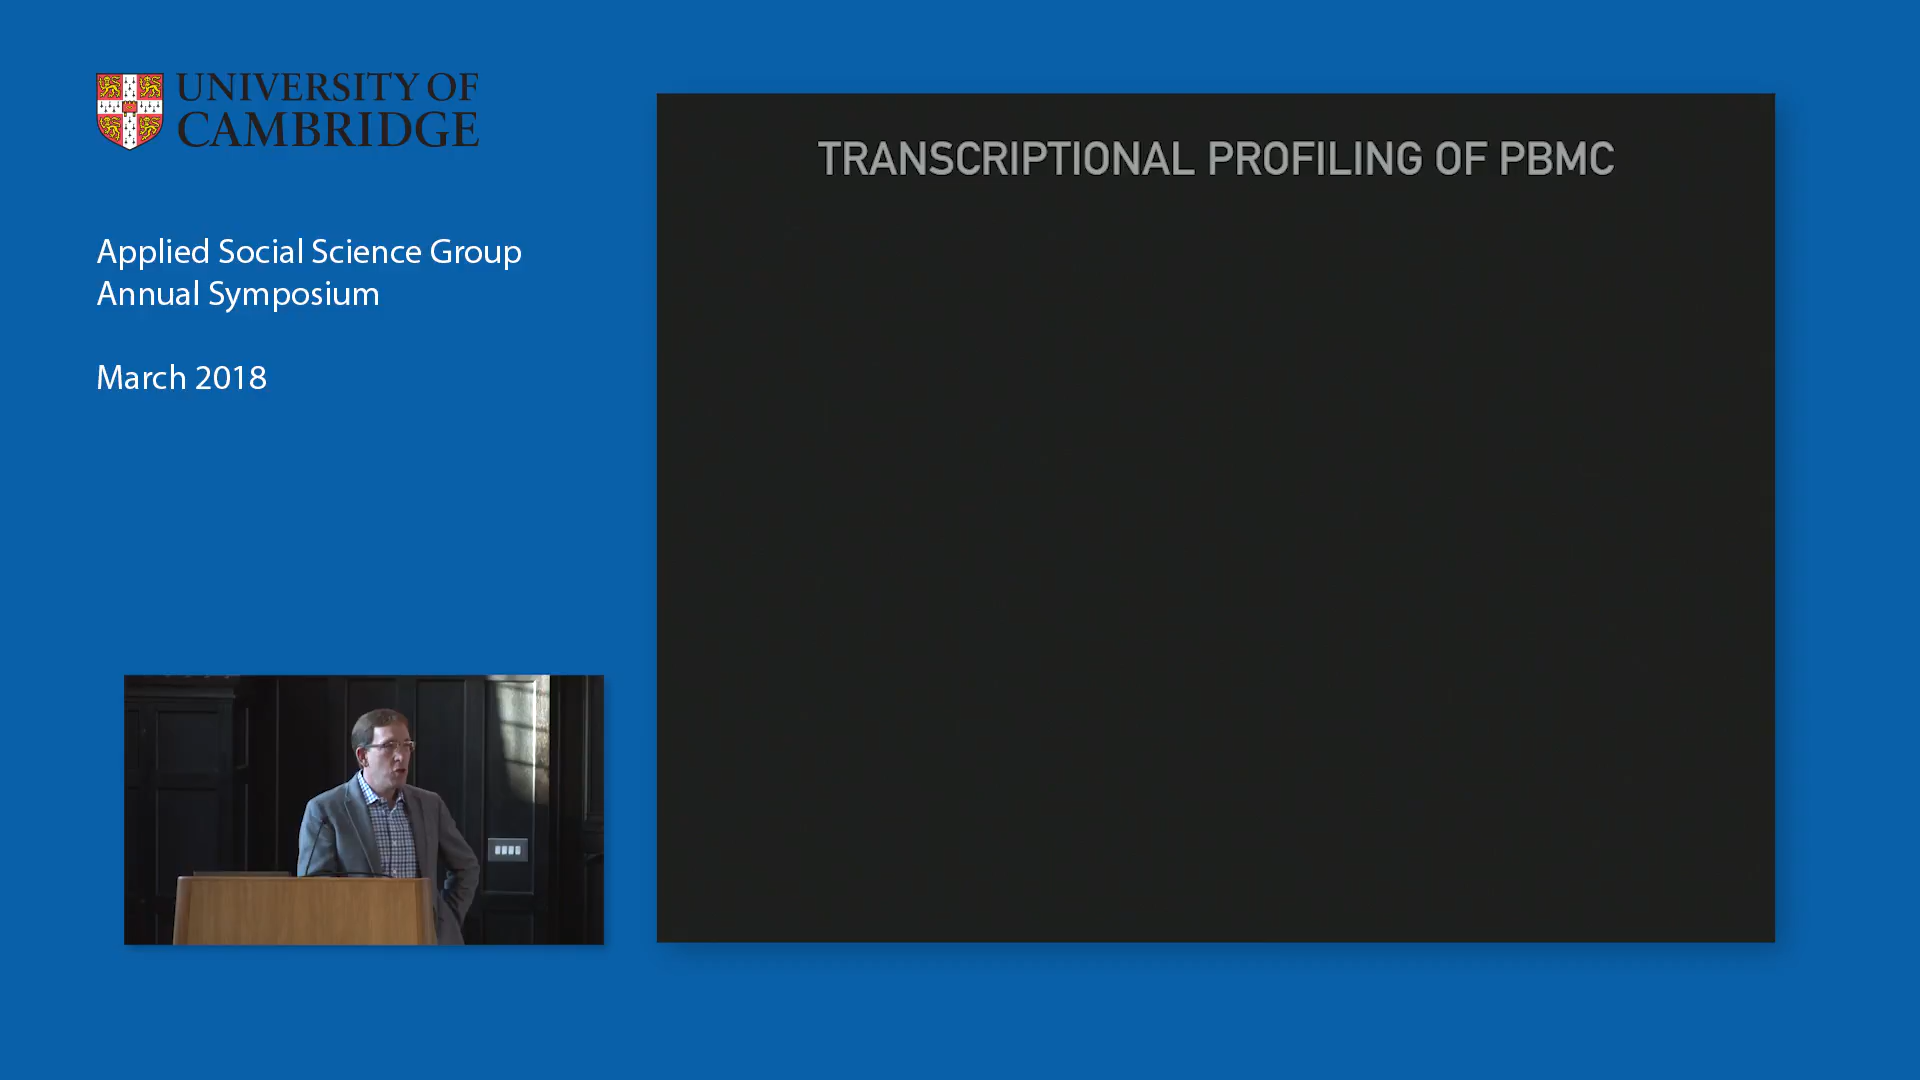 UNIVERSITY OF
CAMBRIDGE
Applied Social Science Group
Annual Symposium
March 2018
TRANSCRIPTIONAL PROFILING OF PBMC